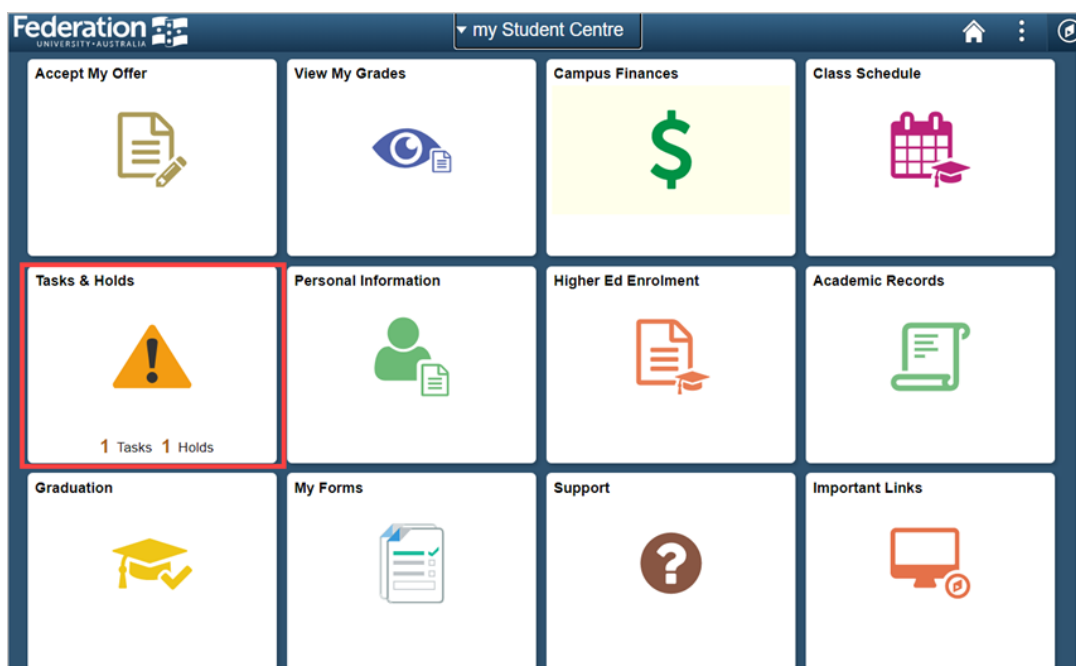 Federation
UNIVERSITY•AUSTRALIA
my Student Centre
Accept My Offer
View My Grades
Campus Finances
Class Schedule
Tasks & Holds
1 Tasks 1 Holds
Personal Information
Higher Ed Enrolment
Academic Records
Graduation
My Forms
Support
Important Links